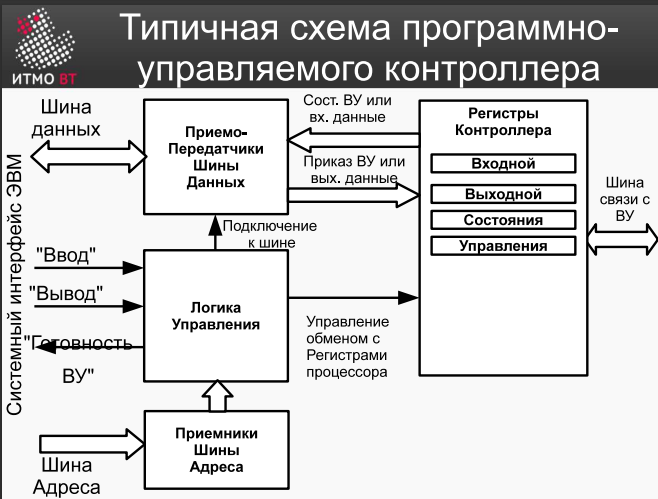 Типичная схема программно-
управляемого контроллера
ИТМО ВТ
Шина
данных
Приемо-
Передатчики
Шины
Данных
Сост. ВУ или
вх. данные
Приказ ВУ или
вых. данные
Регистры
Контроллера
Входной
Выходной
Состояния
Управления
Шина
связи с
ВУ
Системный интерфейс ЭВМ
Подключение
к шине
"Ввод"
"Вывод"
"Готовность
ВУ"
Логика
Управления
Управление
обменом с
Регистрами
процессора
Приемники
Шины
Адреса
Шина
Адреса